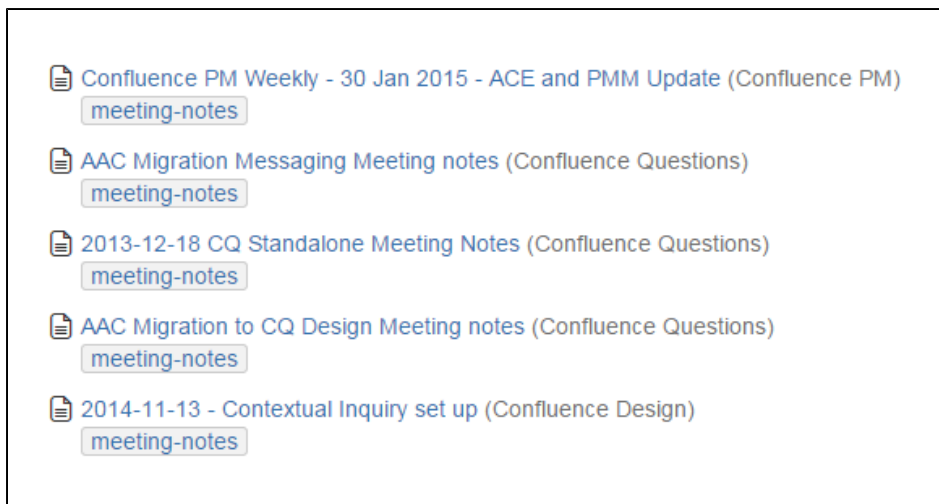 Confluence PM Weekly - 30 Jan 2015 - ACE and PMM Update (Confluence PM)
meeting-notes
AAC Migration Messaging Meeting notes (Confluence Questions)
meeting-notes
2013-12-18 CQ Standalone Meeting Notes (Confluence Questions)
meeting-notes
AAC Migration to CQ Design Meeting notes (Confluence Questions)
meeting-notes
2014-11-13 - Contextual Inquiry set up (Confluence Design)
meeting-notes